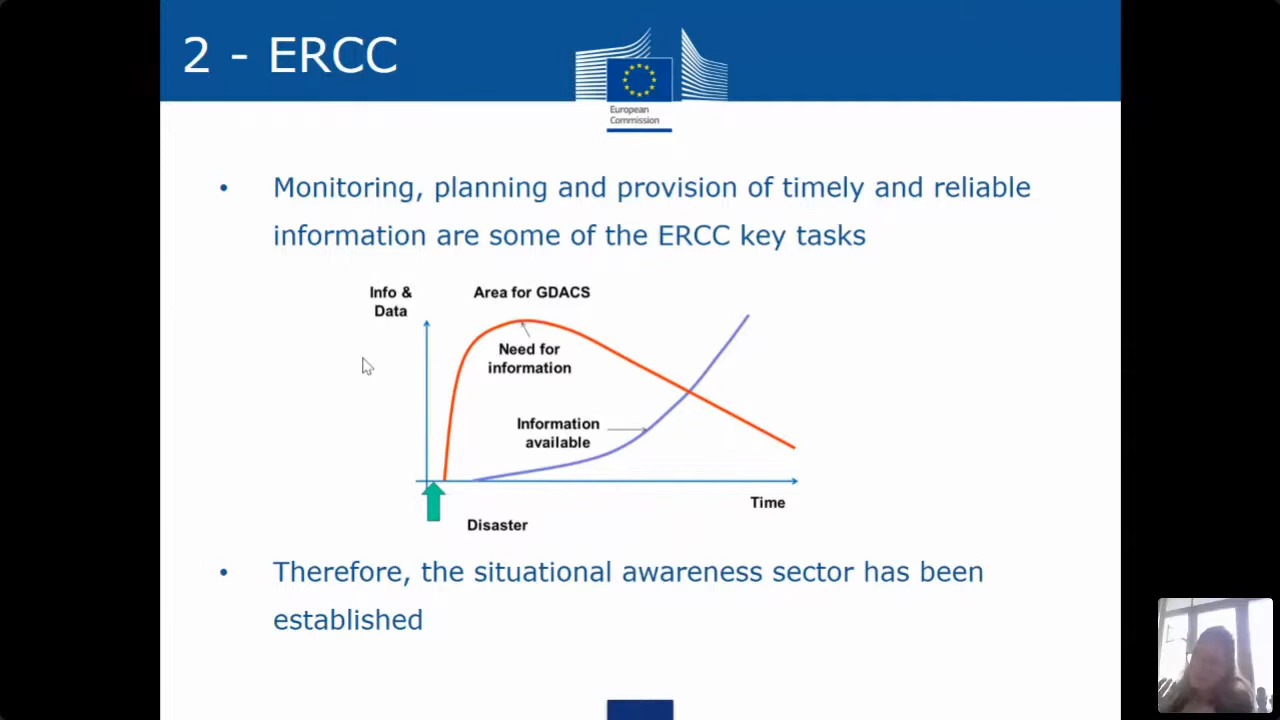 2 - ERCC
European
Commission
• Monitoring, planning and provision of timely and reliable
information are some of the ERCC key tasks
Info &
Data
Area for GDACS
Need for
information
Information
available
Time
Disaster
• Therefore, the situational awareness sector has been
established